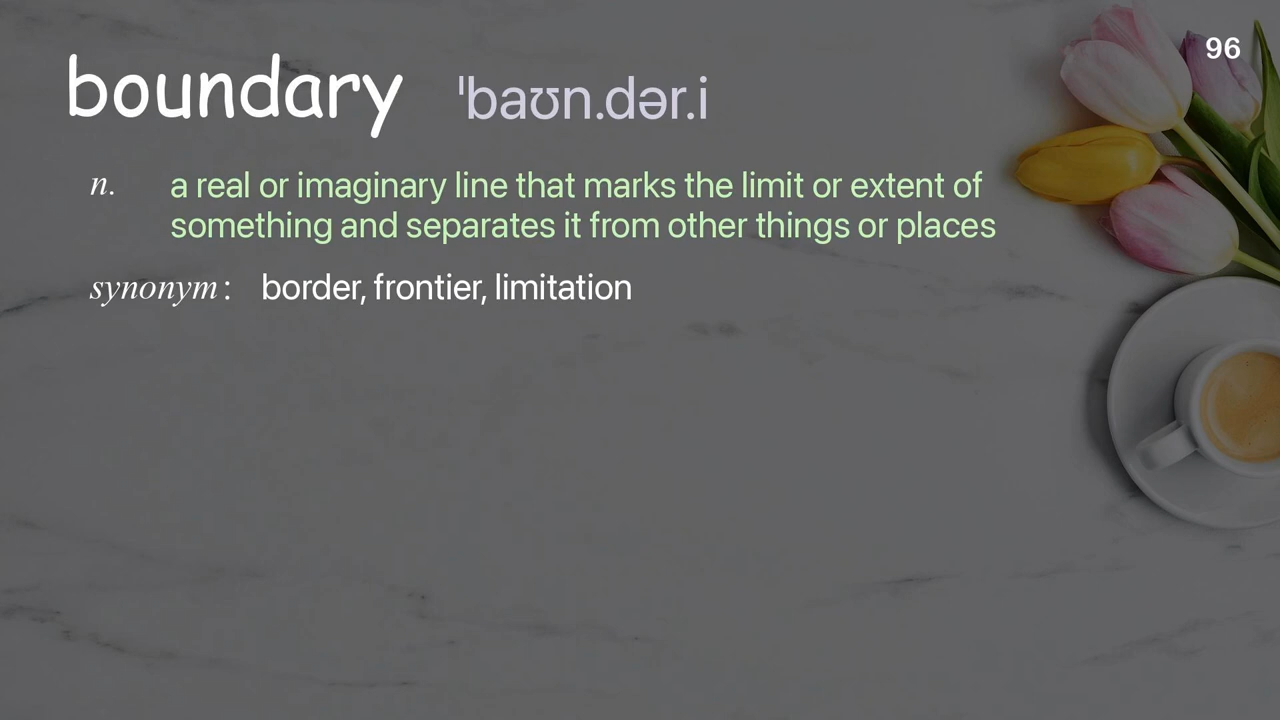 96
boundary ˈbaʊn.dər.i
n. a real or imaginary line that marks the limit or extent of
something and separates it from other things or places
synonym: border, frontier, limitation